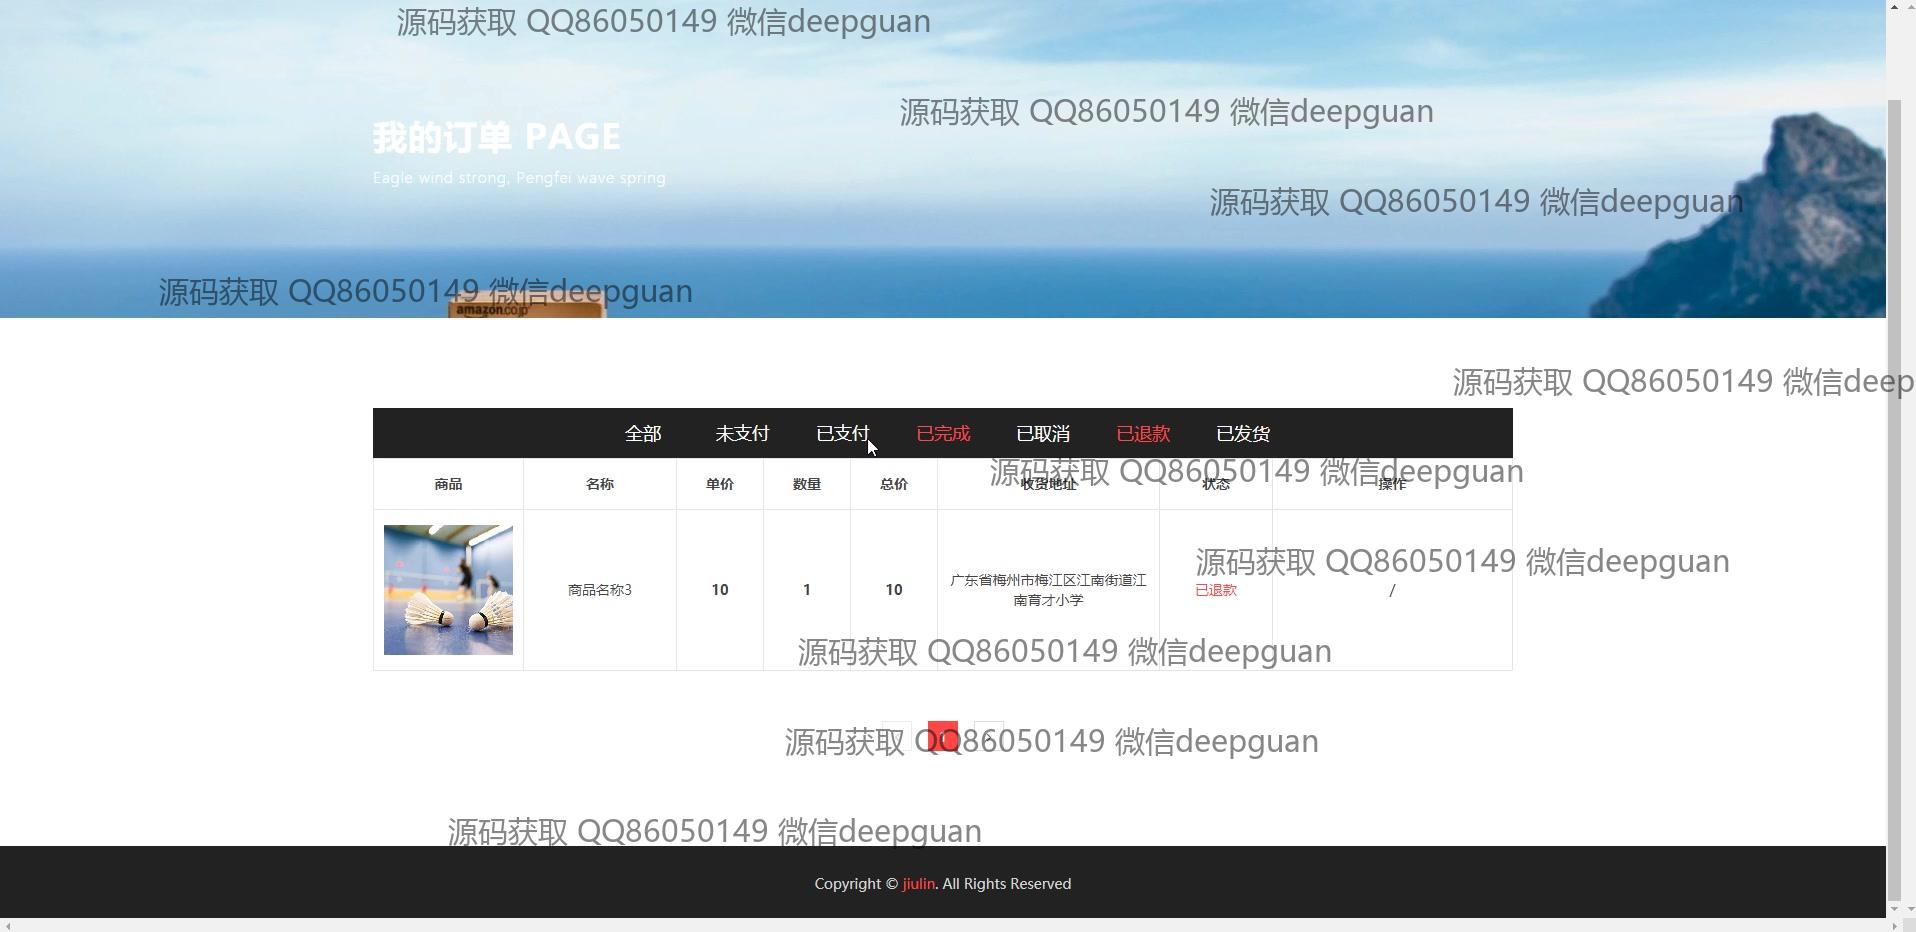 源码获取 QQ86050149 微信deepguan
源码获取 QQ86050149 微信deepguan
我的订单 PAGE
Eagle wind strong, Pengfei wave spring
源码获取 QQ86050149 微信deepguan
源码获取 QQ86050149 微信deepguan
amazon.co.jp
源码获取 QQ86050149 微信deep
全部 未支付 已支付 已完成 已取消 已退款 已发货
源码获取 QQ86050149 微信deepguan
商品 名称 单价 数量 总价 收货地址 状态 操作
源码获取 QQ86050149 微信deepguan
商品名称3 10 1 10 广东省梅州市梅江区江南街道江南育才小学 已退款 /
源码获取 QQ86050149 微信deepguan
源码获取 QQ86050149 微信deepguan
1 >
源码获取 QQ86050149 微信deepguan
Copyright © jiulin. All Rights Reserved